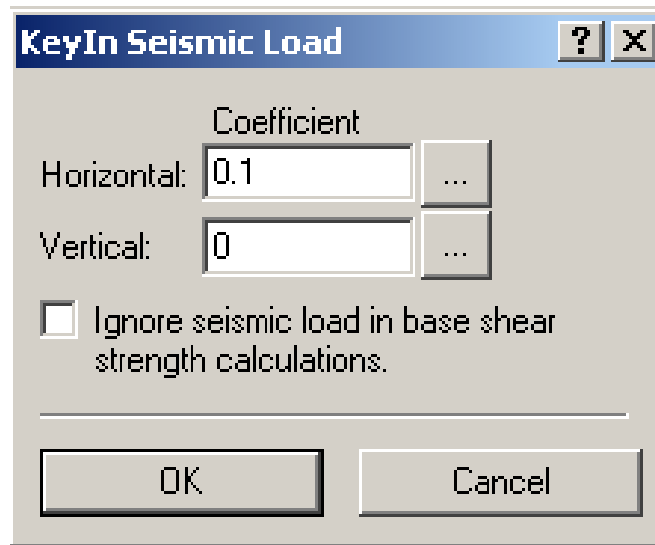 KeyIn Seismic Load ? X
Coefficient
Horizontal: 0.1 ...
Vertical: 0 ...
Ignore seismic load in base shear
strength calculations.
OK Cancel